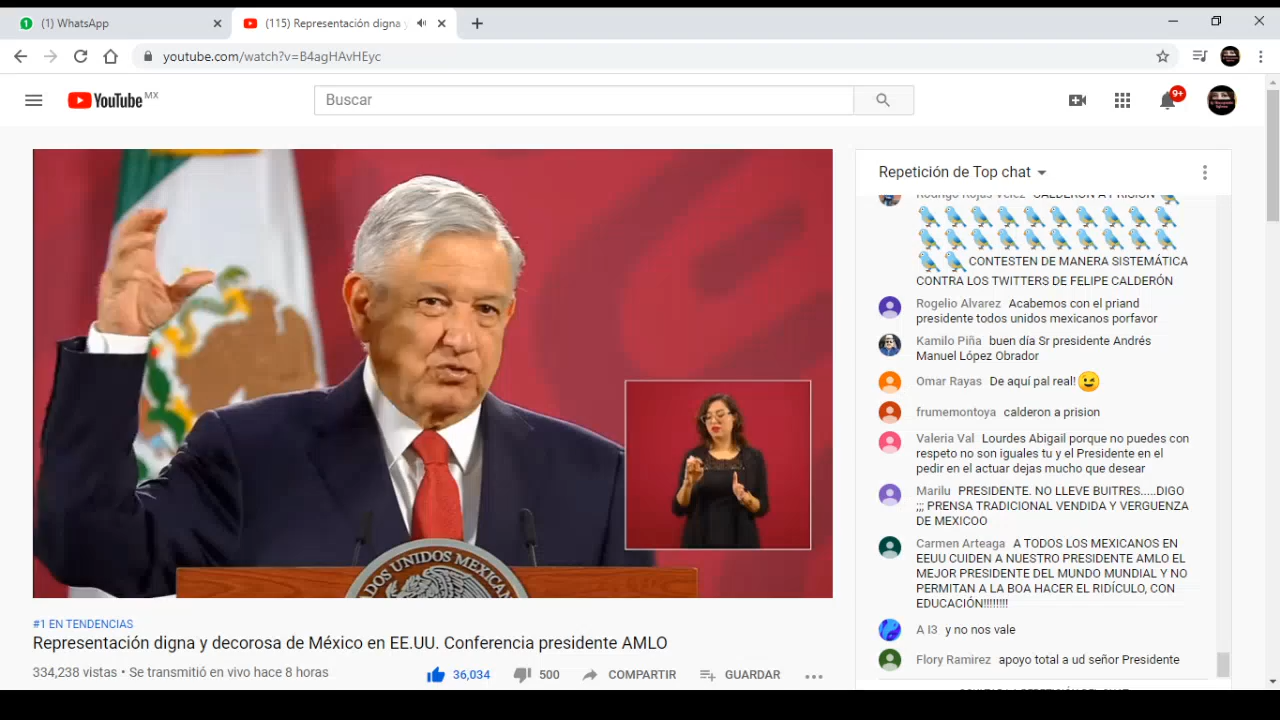 (1) WhatsApp
(115) Representación digna y
youtube.com/watch?v=B4agHAvHEyc
YouTube MX
Buscar
9+
UNIDOS MEXICAN
#1 EN TENDENCIAS
Representación digna y decorosa de México en EE.UU. Conferencia presidente AMLO
334,238 vistas • Se transmitió en vivo hace 8 horas
36,034
500
COMPARTIR
GUARDAR
Repetición de Top chat
Rodrigo Rojas Velez CALDERON A PRISION
CONTESTEN DE MANERA SISTEMÁTICA
CONTRA LOS TWITTERS DE FELIPE CALDERÓN
Rogelio Alvarez Acabemos con el priand
presidente todos unidos mexicanos porfavor
Kamilo Piña buen día Sr presidente Andrés
Manuel López Obrador
Omar Rayas De aquí pal real!😉
frumemontoya calderon a prision
Valeria Val Lourdes Abigail porque no puedes con
respeto no son iguales tu y el Presidente en el
pedir en el actuar dejas mucho que desear
Marilu PRESIDENTE. NO LLEVE BUITRES.....DIGO
;;; PRENSA TRADICIONAL VENDIDA Y VERGUENZA
DE MEXICOO
Carmen Arteaga A TODOS LOS MEXICANOS EN
EEUU CUIDEN A NUESTRO PRESIDENTE AMLO EL
MEJOR PRESIDENTE DEL MUNDO MUNDIAL Y NO
PERMITAN A LA BOA HACER EL RIDÍCULO, CON
EDUCACIÓN!!!!!!!!
A I3 y no nos vale
Flory Ramìrez apoyo total a ud señor Presidente